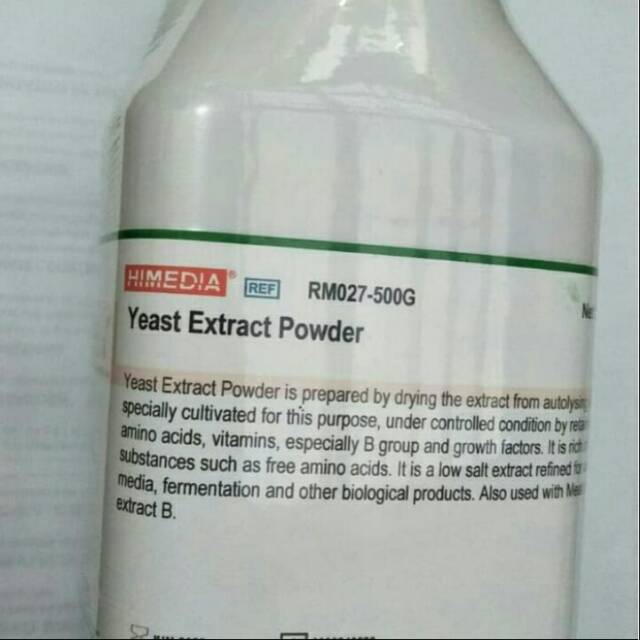 HIMEDIA® REF RM027-500G
Yeast Extract Powder
Yeast Extract Powder is prepared by drying the extract from autolysing
specially cultivated for this purpose, under controlled condition by
amino acids, vitamins, especially B group and growth factors. It is rich
substances such as free amino acids. It is a low salt extract refined
media, fermentation and other biological products. Also used with
extract B.